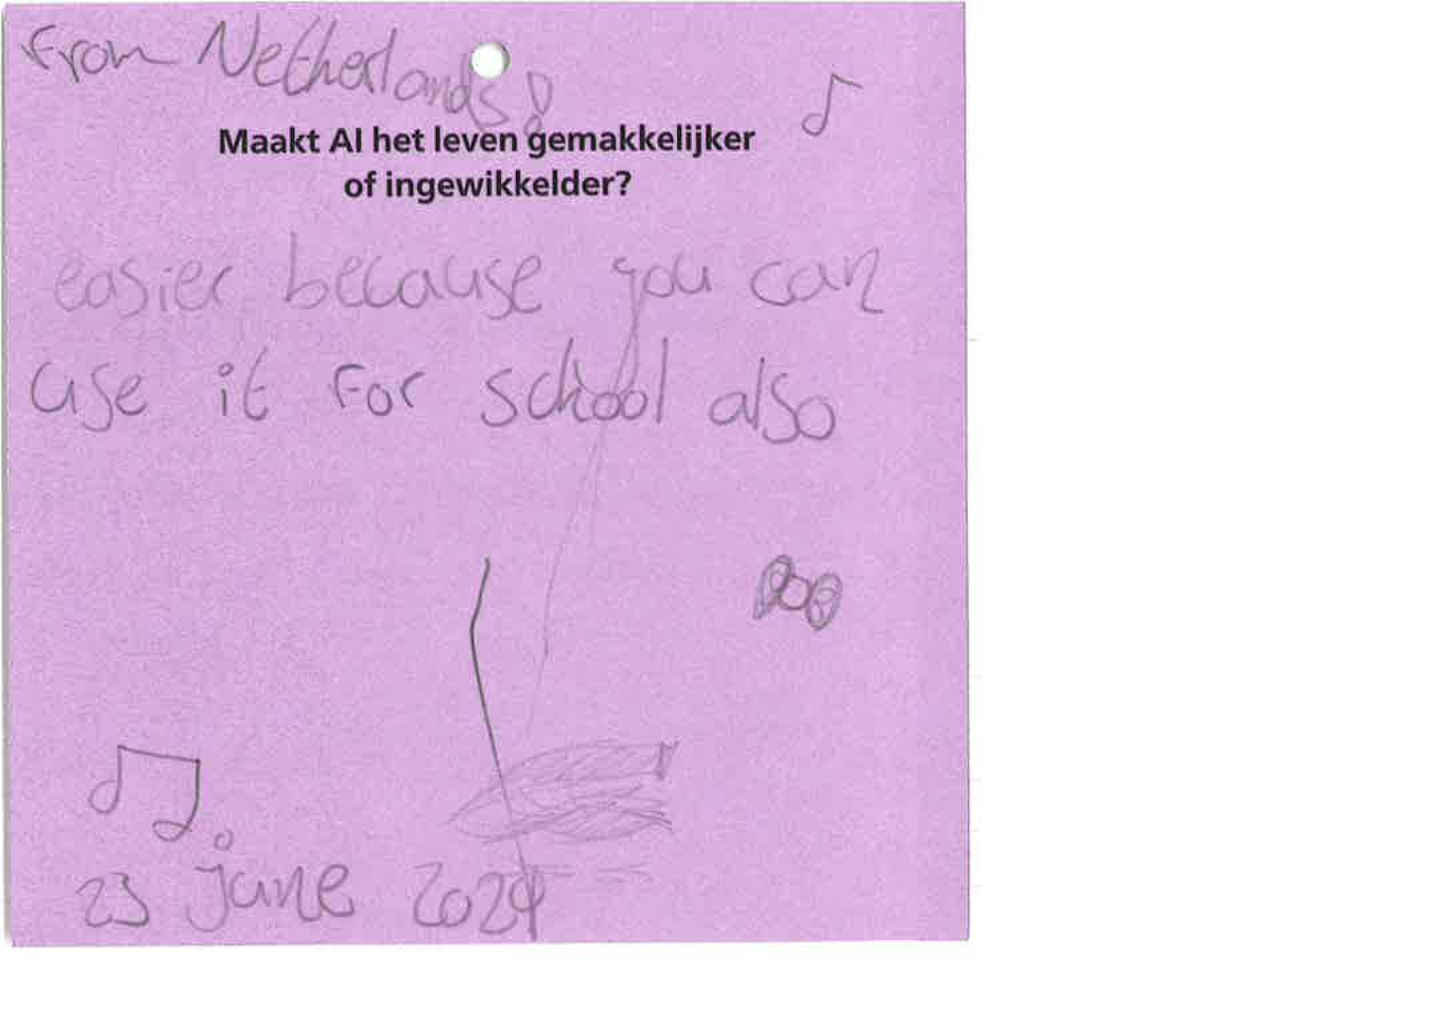 From Netherlands!
Maakt AI het leven gemakkelijker
of ingewikkelder?
easier because you can
use it for school also
23 june 2024